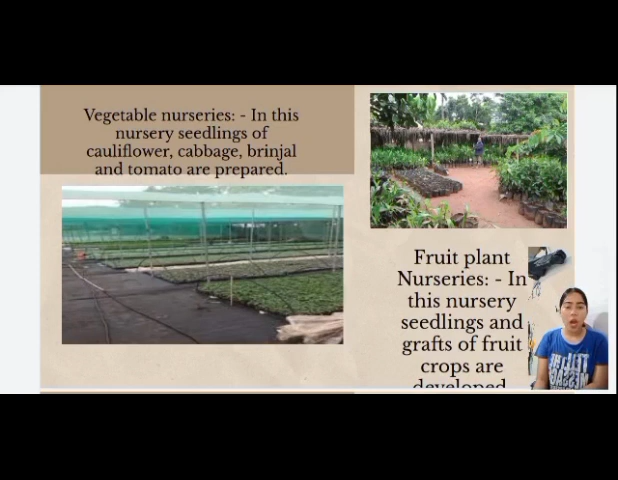 Vegetable nurseries: - In this
nursery seedlings of
cauliflower, cabbage, brinjal
and tomato are prepared.
Fruit plant
Nurseries: - In
this nursery
seedlings and
grafts of fruit
crops are
developed